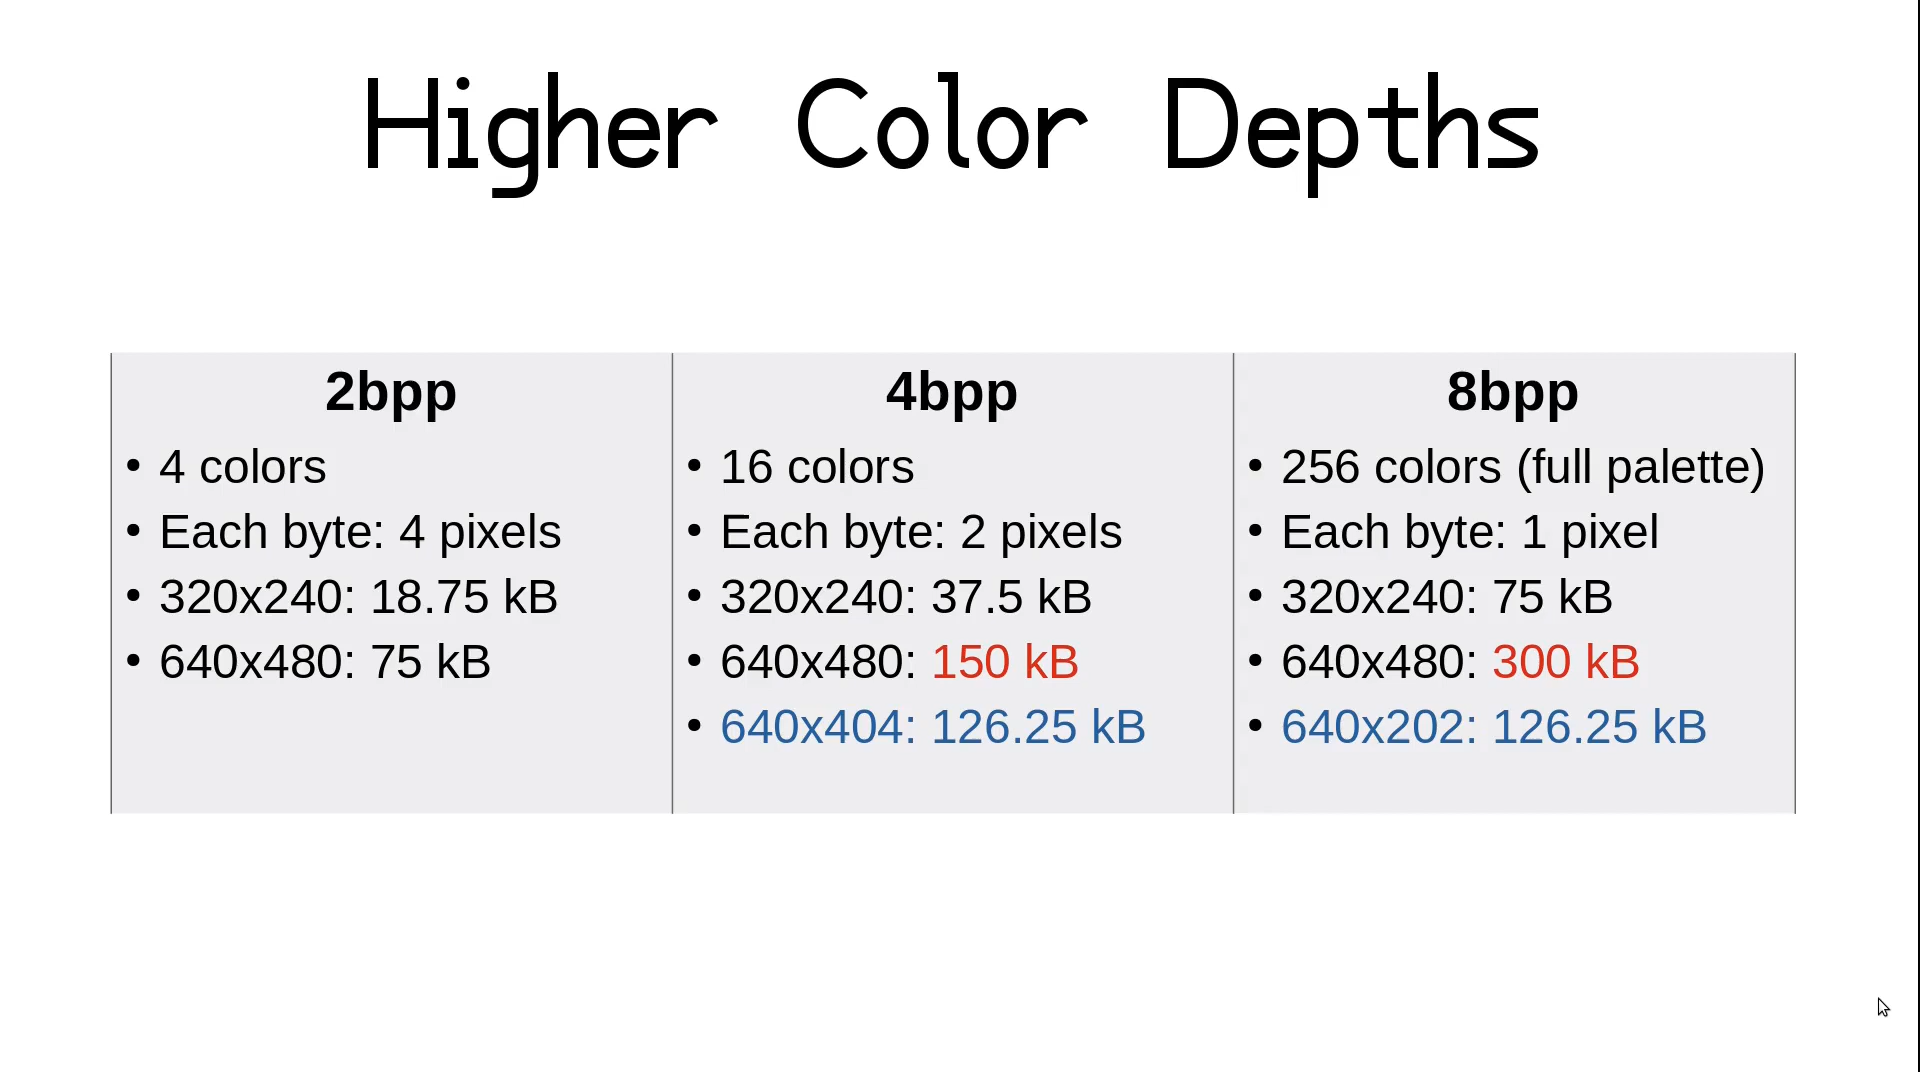 Higher Color Depths
2bpp
• 4 colors
• Each byte: 4 pixels
• 320x240: 18.75 kB
• 640x480: 75 kB
4bpp
• 16 colors
• Each byte: 2 pixels
• 320x240: 37.5 kB
• 640x480: 150 kB
• 640x404: 126.25 kB
8bpp
• 256 colors (full palette)
• Each byte: 1 pixel
• 320x240: 75 kB
• 640x480: 300 kB
• 640x202: 126.25 kB